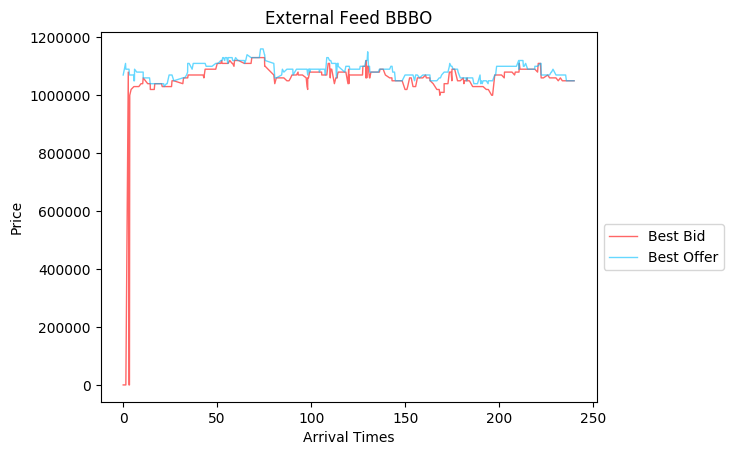 External Feed BBBO
1200000
1000000
800000
600000
400000
200000
0
Price
0 50 100 150 200 250
Arrival Times
Best Bid
Best Offer